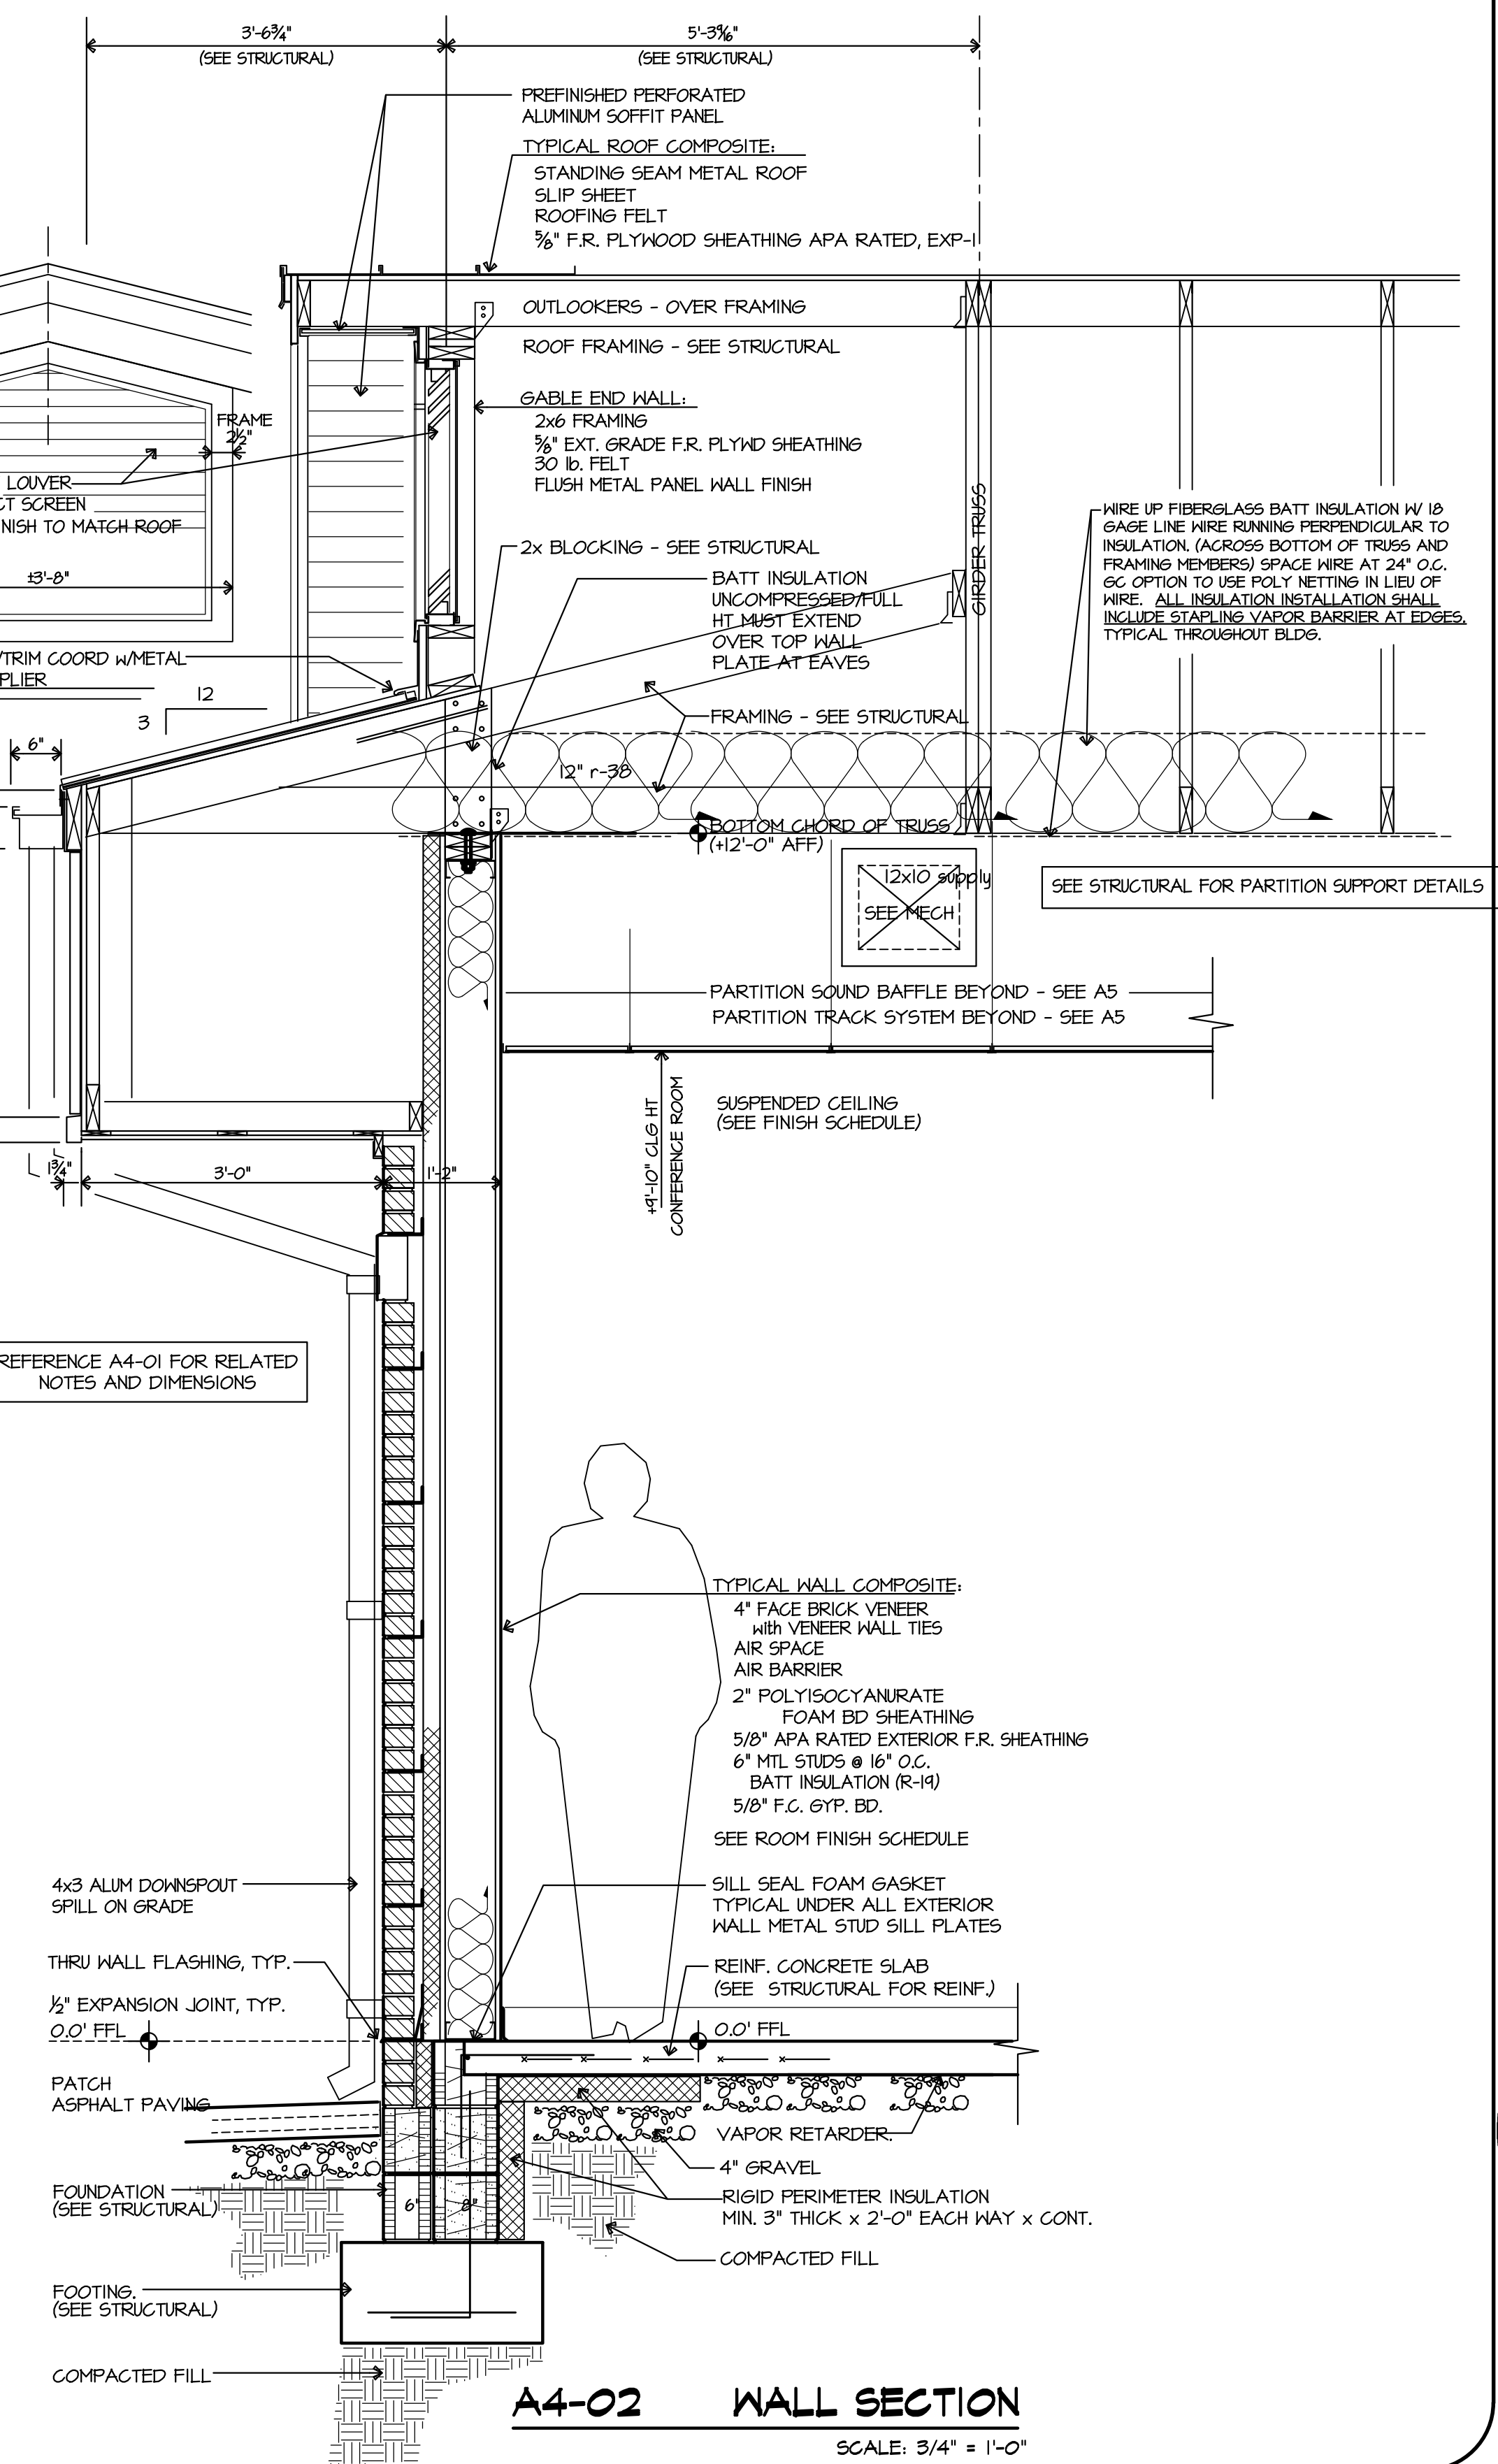 3'-6¾"
(SEE STRUCTURAL)
5'-3⁹⁄₁₆"
(SEE STRUCTURAL)
PREFINISHED PERFORATED
ALUMINUM SOFFIT PANEL
TYPICAL ROOF COMPOSITE:
STANDING SEAM METAL ROOF
SLIP SHEET
ROOFING FELT
⅝" F.R. PLYWOOD SHEATHING APA RATED, EXP-1
OUTLOOKERS - OVER FRAMING
ROOF FRAMING - SEE STRUCTURAL
GABLE END WALL:
2x6 FRAMING
⅝" EXT. GRADE F.R. PLYWD SHEATHING
30 lb. FELT
FLUSH METAL PANEL WALL FINISH
FRAME
2½"
LOUVER
CT SCREEN
NISH TO MATCH ROOF
±3'-8"
GIRDER TRUSS
WIRE UP FIBERGLASS BATT INSULATION W/ 18
GAGE LINE WIRE RUNNING PERPENDICULAR TO
INSULATION. (ACROSS BOTTOM OF TRUSS AND
FRAMING MEMBERS) SPACE WIRE AT 24" O.C.
GC OPTION TO USE POLY NETTING IN LIEU OF
WIRE. ALL INSULATION INSTALLATION SHALL
INCLUDE STAPLING VAPOR BARRIER AT EDGES.
TYPICAL THROUGHOUT BLDG.
2x BLOCKING - SEE STRUCTURAL
BATT INSULATION
UNCOMPRESSED/FULL
HT MUST EXTEND
OVER TOP WALL
PLATE AT EAVES
/TRIM COORD w/METAL
PLIER
12
3
FRAMING - SEE STRUCTURAL
6"
12" r-38
BOTTOM CHORD OF TRUSS
(+12'-0" AFF)
12x10 supply
SEE MECH
SEE STRUCTURAL FOR PARTITION SUPPORT DETAILS
PARTITION SOUND BAFFLE BEYOND - SEE A5
PARTITION TRACK SYSTEM BEYOND - SEE A5
+9'-10" CLG HT
CONFERENCE ROOM
SUSPENDED CEILING
(SEE FINISH SCHEDULE)
1¾"
3'-0"
1'-2"
REFERENCE A4-01 FOR RELATED
NOTES AND DIMENSIONS
TYPICAL WALL COMPOSITE:
4" FACE BRICK VENEER
with VENEER WALL TIES
AIR SPACE
AIR BARRIER
2" POLYISOCYANURATE
FOAM BD SHEATHING
5/8" APA RATED EXTERIOR F.R. SHEATHING
6" MTL STUDS @ 16" O.C.
BATT INSULATION (R-19)
5/8" F.C. GYP. BD.
SEE ROOM FINISH SCHEDULE
4x3 ALUM DOWNSPOUT
SPILL ON GRADE
SILL SEAL FOAM GASKET
TYPICAL UNDER ALL EXTERIOR
WALL METAL STUD SILL PLATES
THRU WALL FLASHING, TYP.
REINF. CONCRETE SLAB
(SEE STRUCTURAL FOR REINF.)
½" EXPANSION JOINT, TYP.
0.0' FFL
0.0' FFL
PATCH
ASPHALT PAVING
VAPOR RETARDER.
4" GRAVEL
FOUNDATION
(SEE STRUCTURAL)
6"
8"
RIGID PERIMETER INSULATION
MIN. 3" THICK x 2'-0" EACH WAY x CONT.
COMPACTED FILL
FOOTING.
(SEE STRUCTURAL)
COMPACTED FILL
A4-02 WALL SECTION
SCALE: 3/4" = 1'-0"